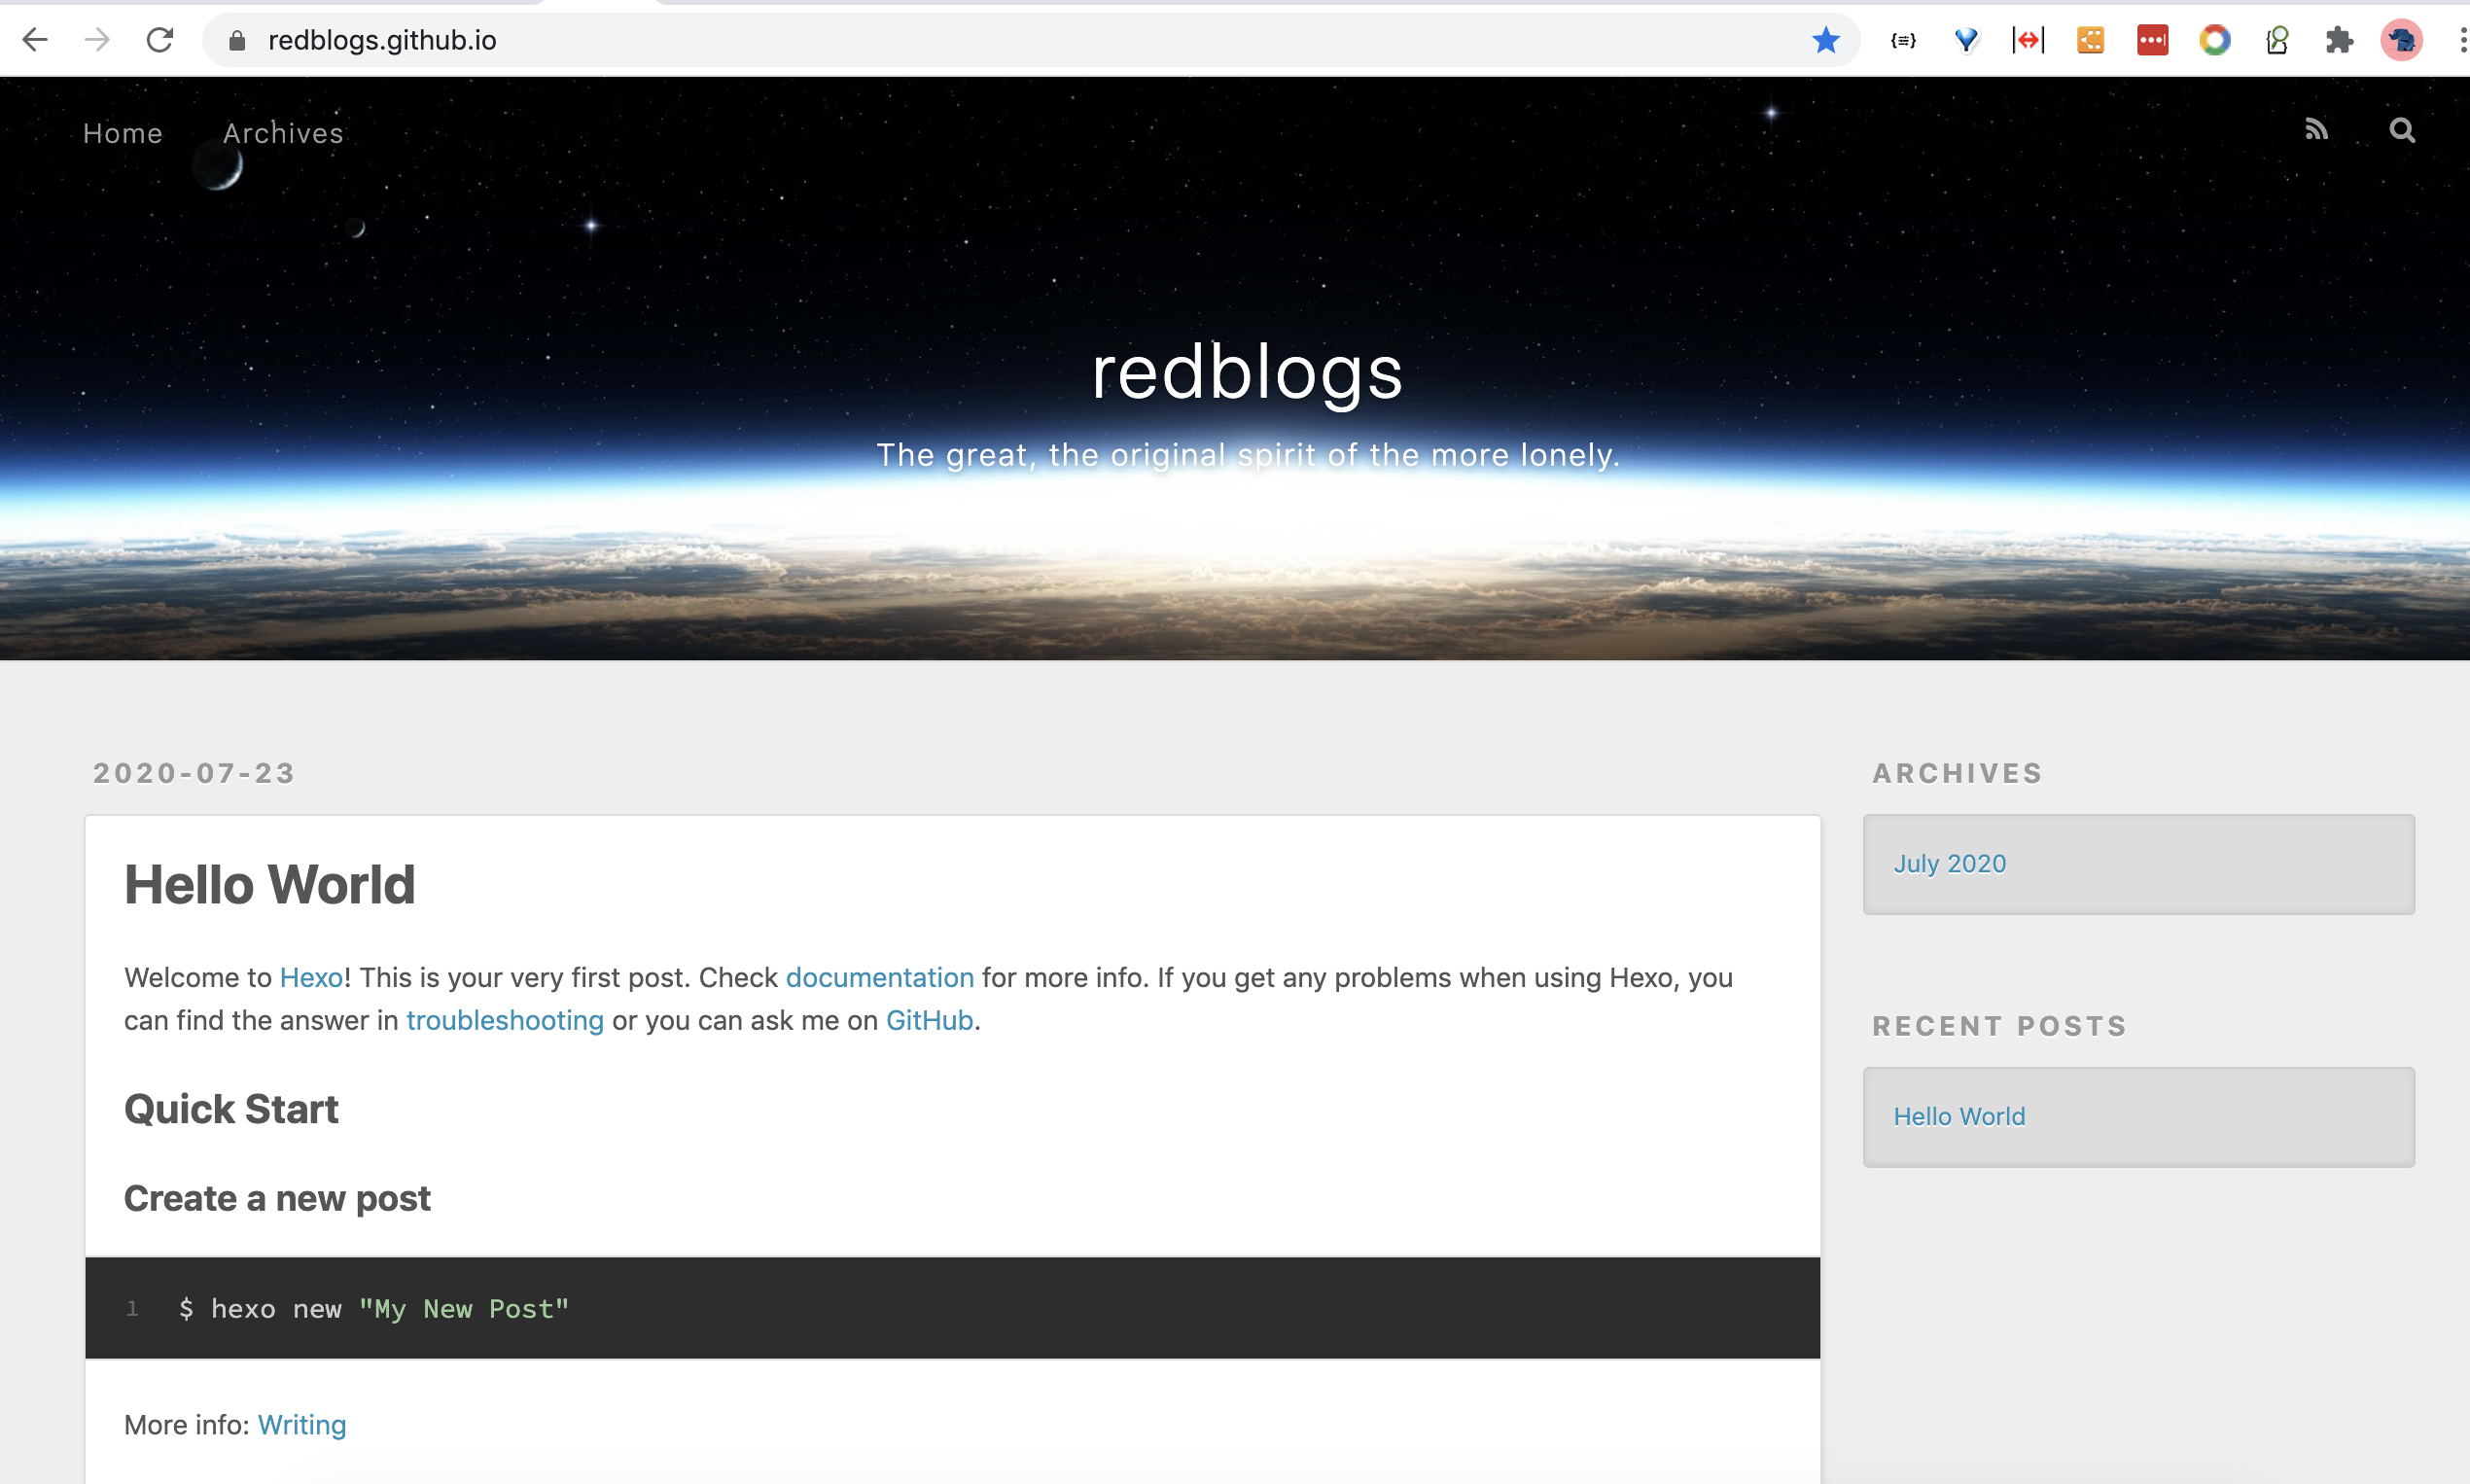 redblogs.github.io
Home Archives
redblogs
The great, the original spirit of the more lonely.
2020-07-23
Hello World
Welcome to Hexo! This is your very first post. Check documentation for more info. If you get any problems when using Hexo, you
can find the answer in troubleshooting or you can ask me on GitHub.
Quick Start
Create a new post
1 $ hexo new "My New Post"
More info: Writing
ARCHIVES
July 2020
RECENT POSTS
Hello World